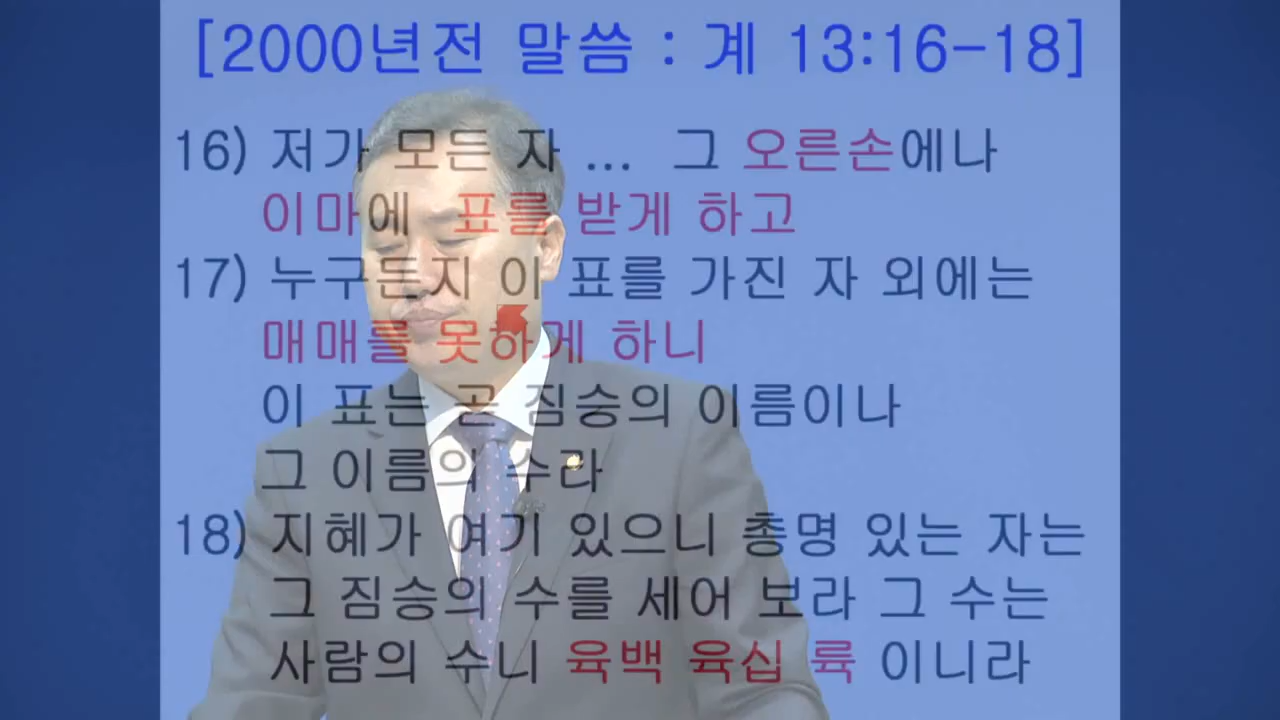 [2000년전 말씀 : 계 13:16-18]
16) 저가 모든 자 ... 그 오른손에나
이마에 표를 받게 하고
17) 누구든지 이 표를 가진 자 외에는
매매를 못하게 하니
이 표는 곧 짐승의 이름이나
그 이름의 수라
18) 지혜가 여기 있으니 총명 있는 자는
그 짐승의 수를 세어 보라 그 수는
사람의 수니 육백 육십 륙 이니라